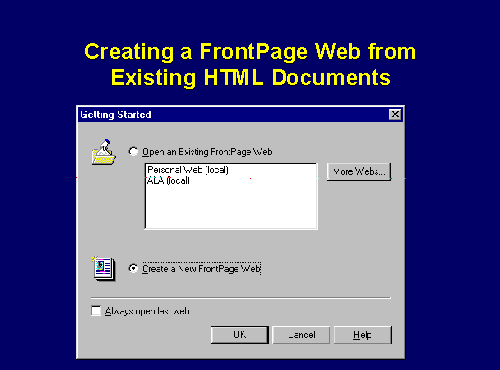 Creating a FrontPage Web from
Existing HTML Documents
Getting Started
Open an Existing FrontPage Web
Personal Web (local)
ALA (local)
More Webs...
Create a New FrontPage Web
Always open last web
OK
Cancel
Help